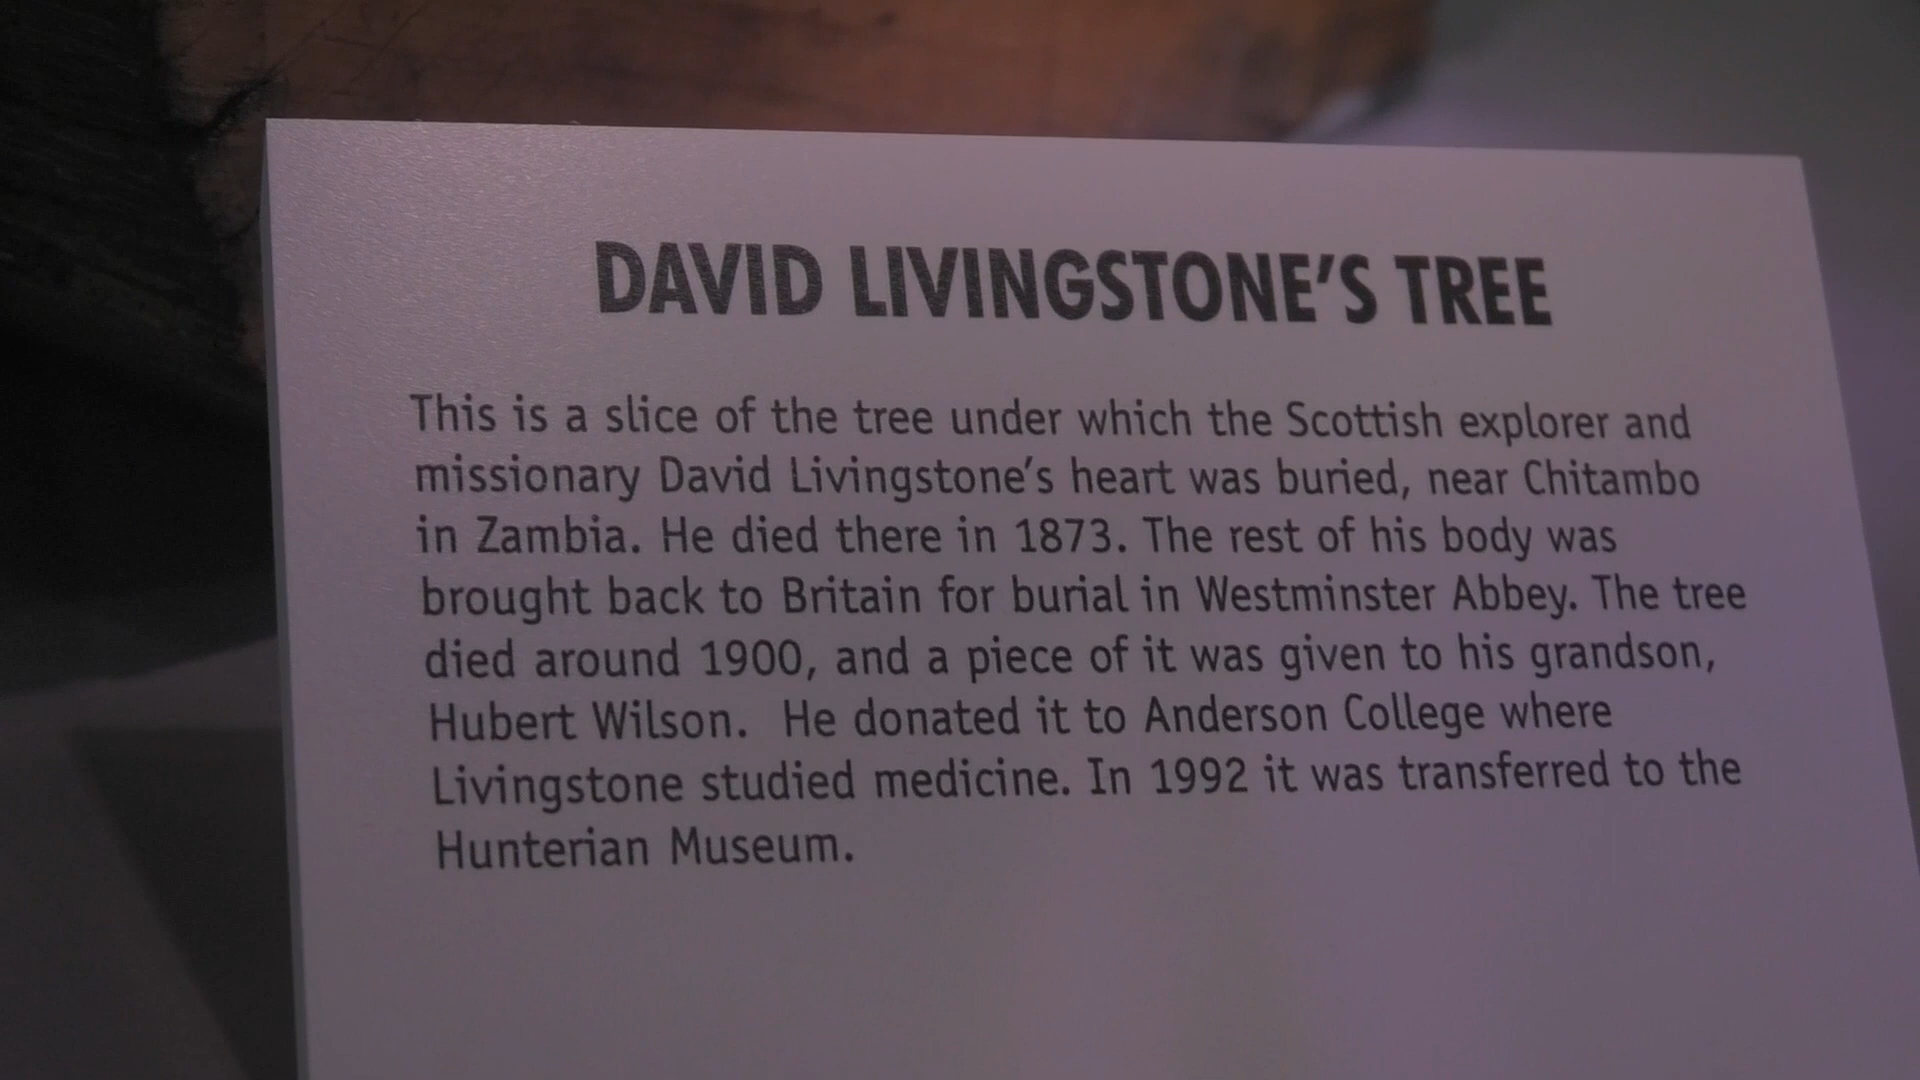 DAVID LIVINGSTONE'S TREE
This is a slice of the tree under which the Scottish explorer and
missionary David Livingstone's heart was buried, near Chitambo
in Zambia. He died there in 1873. The rest of his body was
brought back to Britain for burial in Westminster Abbey. The tree
died around 1900, and a piece of it was given to his grandson,
Hubert Wilson.  He donated it to Anderson College where
Livingstone studied medicine. In 1992 it was transferred to the
Hunterian Museum.